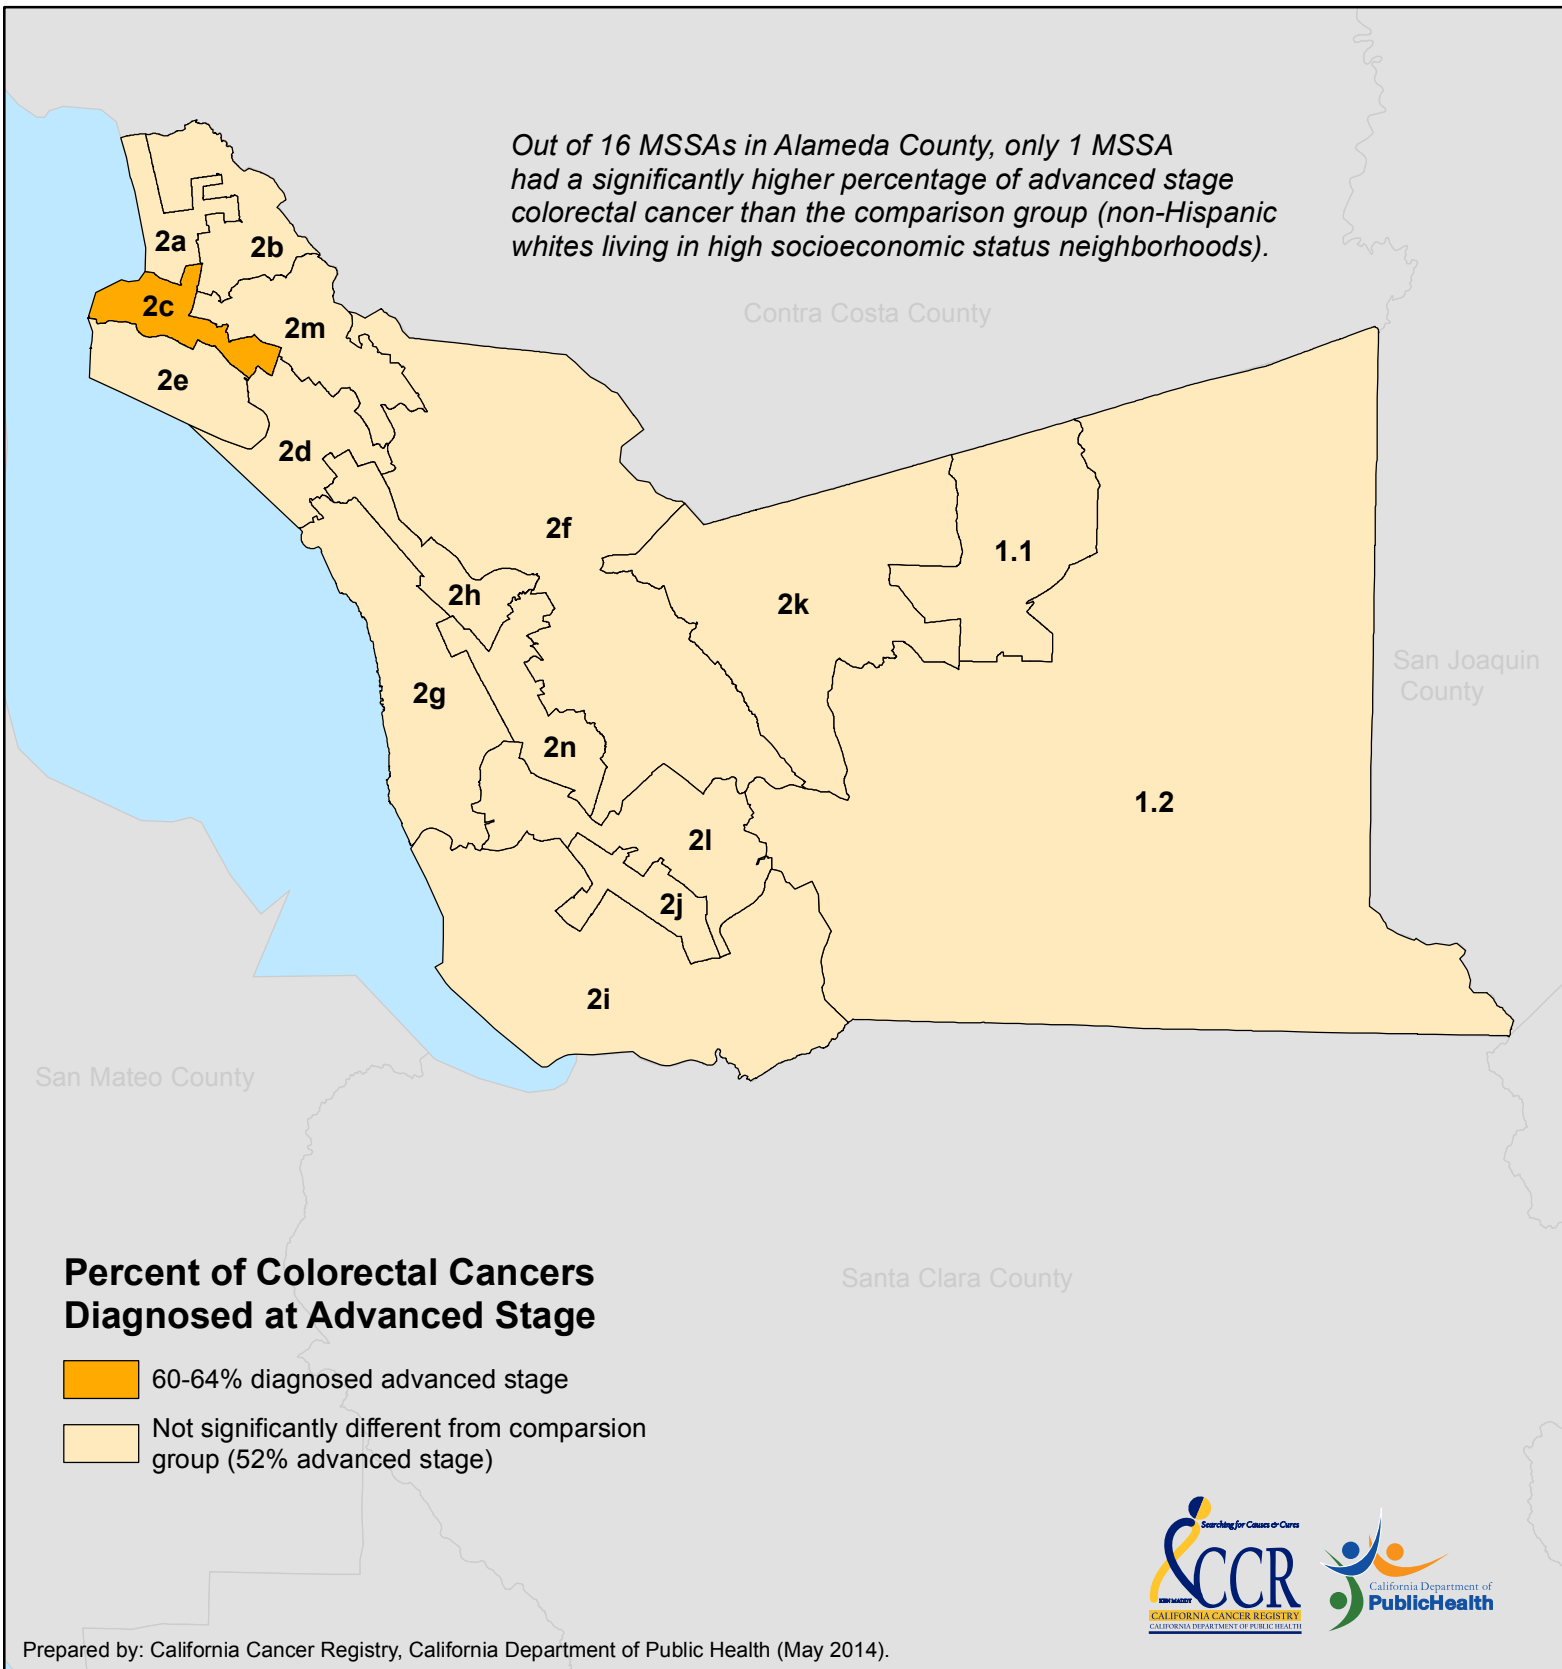 Out of 16 MSSAs in Alameda County, only 1 MSSA
had a significantly higher percentage of advanced stage
colorectal cancer than the comparison group (non-Hispanic
whites living in high socioeconomic status neighborhoods).
2a
2b
2c
2m
Contra Costa County
2e
2d
2f
1.1
2h
2k
San Joaquin
County
2g
2n
1.2
2l
2j
2i
San Mateo County
Santa Clara County
Percent of Colorectal Cancers
Diagnosed at Advanced Stage
60-64% diagnosed advanced stage
Not significantly different from comparsion
group (52% advanced stage)
Searching for Causes & Cures
CCR
KEN MADDY
CALIFORNIA CANCER REGISTRY
CALIFORNIA DEPARTMENT OF PUBLIC HEALTH
California Department of
PublicHealth
Prepared by: California Cancer Registry, California Department of Public Health (May 2014).